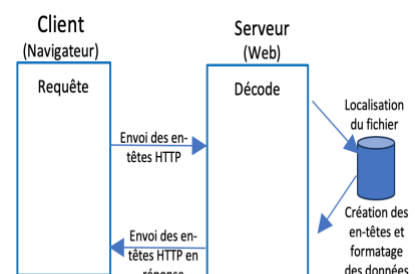 Client
(Navigateur)
Requête
Serveur
(Web)
Décode
Envoi des en-
têtes HTTP
Localisation
du fichier
Création des
en-têtes et
formatage
des données
Envoi des en-
têtes HTTP en
réponse